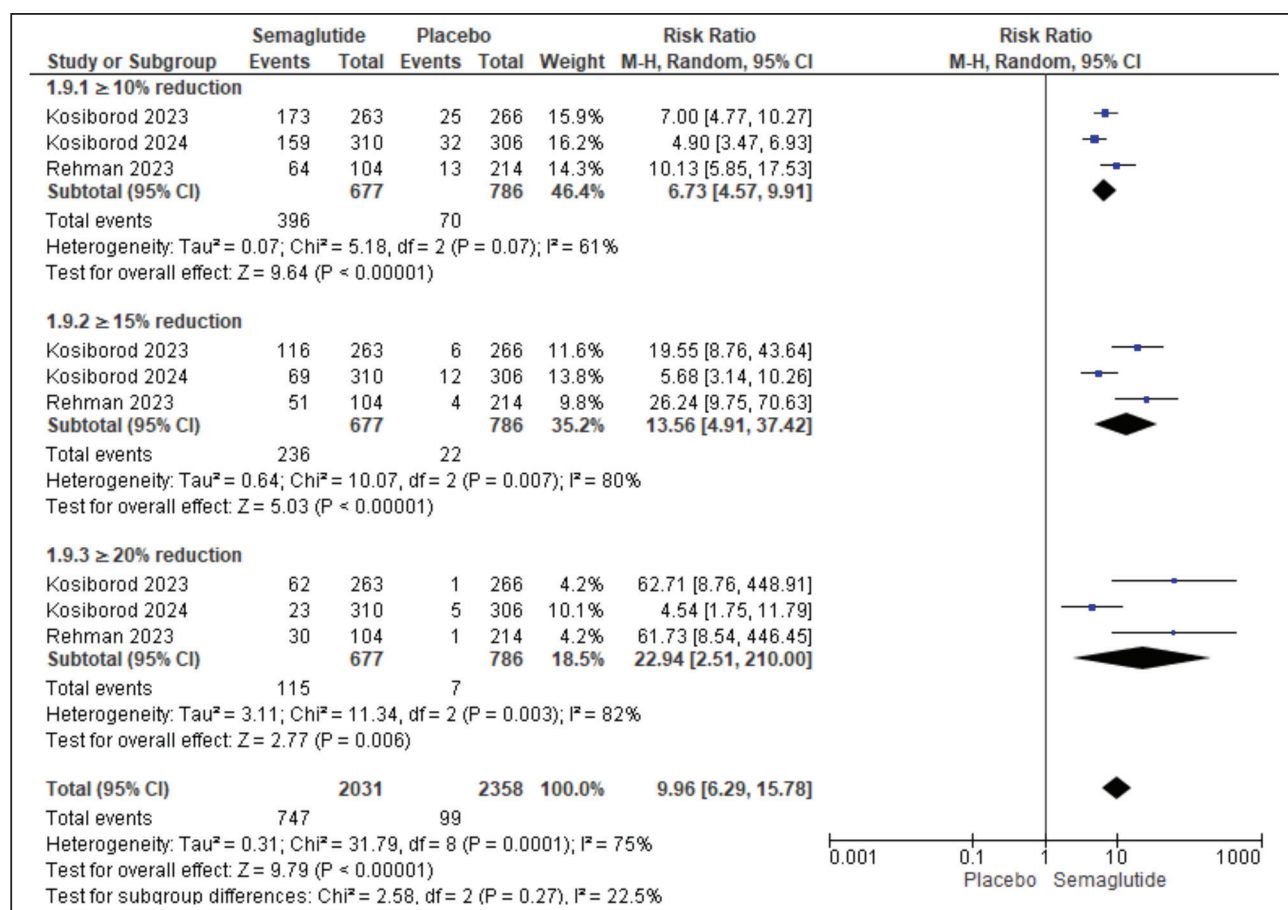 Semaglutide Placebo Risk Ratio Risk Ratio
Study or Subgroup Events Total Events Total Weight M-H, Random, 95% CI M-H, Random, 95% CI
1.9.1 ≥ 10% reduction
Kosiborod 2023 173 263 25 266 15.9% 7.00 [4.77, 10.27]
Kosiborod 2024 159 310 32 306 16.2% 4.90 [3.47, 6.93]
Rehman 2023 64 104 13 214 14.3% 10.13 [5.85, 17.53]
Subtotal (95% CI) 677 786 46.4% 6.73 [4.57, 9.91]
Total events 396 70
Heterogeneity: Tau² = 0.07; Chi² = 5.18, df = 2 (P = 0.07); I² = 61%
Test for overall effect: Z = 9.64 (P < 0.00001)
1.9.2 ≥ 15% reduction
Kosiborod 2023 116 263 6 266 11.6% 19.55 [8.76, 43.64]
Kosiborod 2024 69 310 12 306 13.8% 5.68 [3.14, 10.26]
Rehman 2023 51 104 4 214 9.8% 26.24 [9.75, 70.63]
Subtotal (95% CI) 677 786 35.2% 13.56 [4.91, 37.42]
Total events 236 22
Heterogeneity: Tau² = 0.64; Chi² = 10.07, df = 2 (P = 0.007); I² = 80%
Test for overall effect: Z = 5.03 (P < 0.00001)
1.9.3 ≥ 20% reduction
Kosiborod 2023 62 263 1 266 4.2% 62.71 [8.76, 448.91]
Kosiborod 2024 23 310 5 306 10.1% 4.54 [1.75, 11.79]
Rehman 2023 30 104 1 214 4.2% 61.73 [8.54, 446.45]
Subtotal (95% CI) 677 786 18.5% 22.94 [2.51, 210.00]
Total events 115 7
Heterogeneity: Tau² = 3.11; Chi² = 11.34, df = 2 (P = 0.003); I² = 82%
Test for overall effect: Z = 2.77 (P = 0.006)
Total (95% CI) 2031 2358 100.0% 9.96 [6.29, 15.78]
Total events 747 99
Heterogeneity: Tau² = 0.31; Chi² = 31.79, df = 8 (P = 0.0001); I² = 75%
Test for overall effect: Z = 9.79 (P < 0.00001)
Test for subgroup differences: Chi² = 2.58, df = 2 (P = 0.27), I² = 22.5%
0.001 0.1 1 10 1000
Placebo Semaglutide